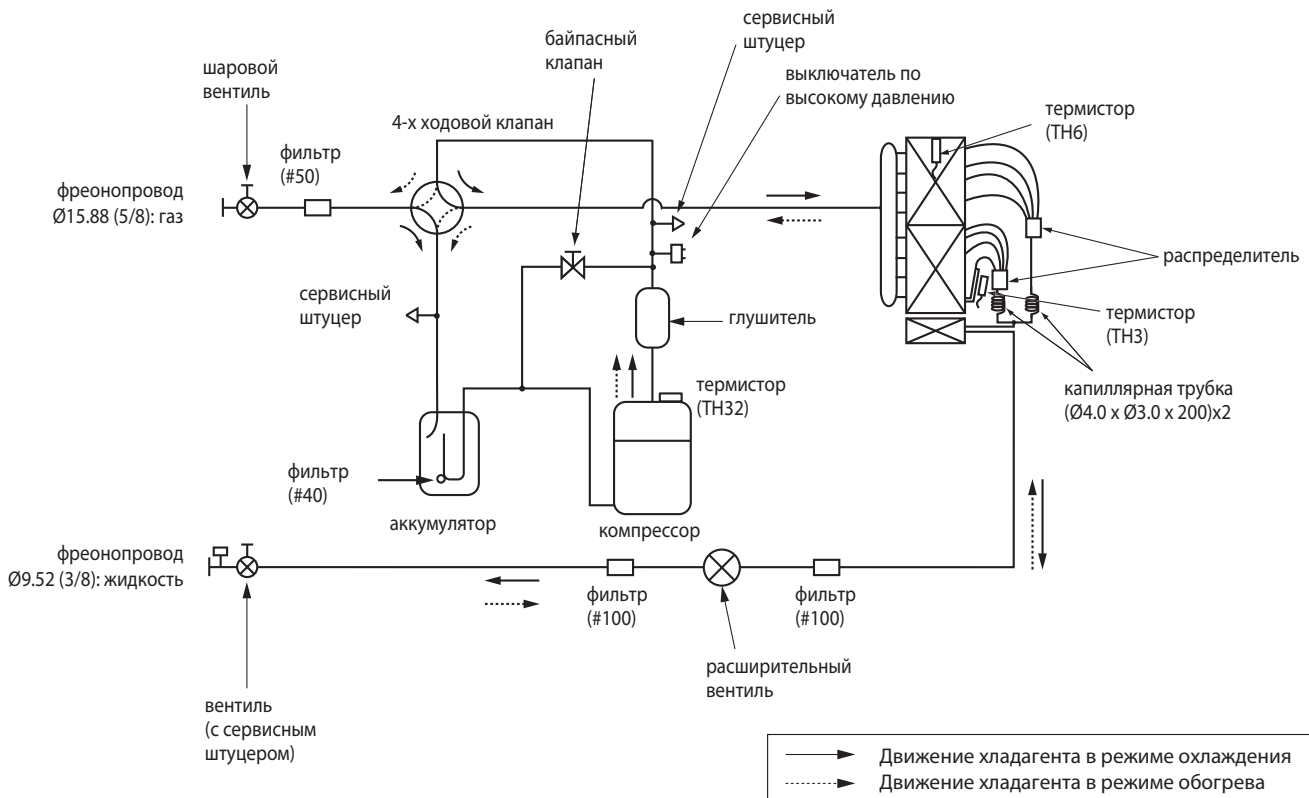 сервисный
штуцер
байпасный
клапан
выключатель по
высокому давлению
шаровой
вентиль
термистор
(TH6)
4-х ходовой клапан
фильтр
(#50)
фреонопровод
Ø15.88 (5/8): газ
распределитель
сервисный
штуцер
глушитель
термистор
(TH3)
термистор
(TH32)
капиллярная трубка
(Ø4.0 x Ø3.0 x 200)x2
фильтр
(#40)
аккумулятор
компрессор
фреонопровод
Ø9.52 (3/8): жидкость
фильтр
(#100)
фильтр
(#100)
расширительный
вентиль
вентиль
(с сервисным
штуцером)
Движение хладагента в режиме охлаждения
Движение хладагента в режиме обогрева